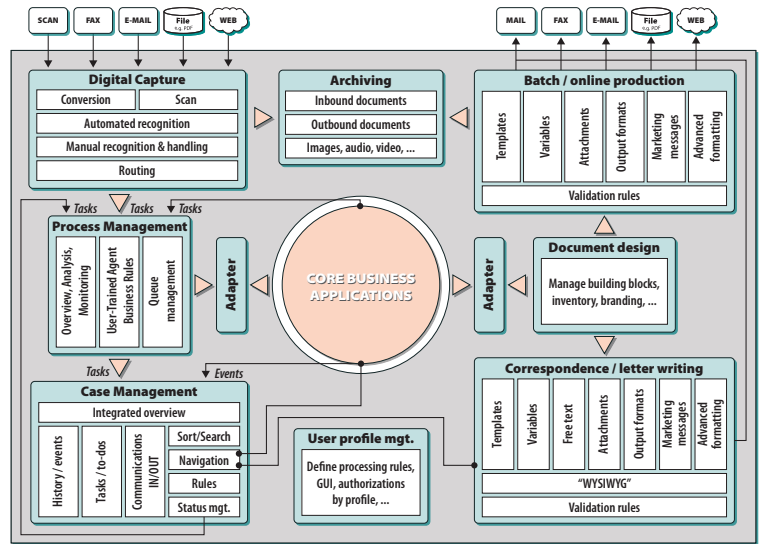 SCAN
FAX
E-MAIL
File
e.g. PDF
WEB
MAIL
FAX
E-MAIL
File
e.g. PDF
WEB
Digital Capture
Conversion
Scan
Automated recognition
Manual recognition & handling
Routing
Archiving
Inbound documents
Outbound documents
Images, audio, video, ...
Batch / online production
Templates
Variables
Attachments
Output formats
Marketing
messages
Advanced
formatting
Validation rules
Tasks
Tasks
Tasks
Process Management
Overview, Analysis,
Monitoring
User-Trained Agent
Business Rules
Queue
management
Adapter
CORE BUSINESS
APPLICATIONS
Adapter
Document design
Manage building blocks,
inventory, branding, ...
Tasks
Events
Case Management
Integrated overview
History / events
Tasks / to-dos
Communications
IN/OUT
Sort/Search
Navigation
Rules
Status mgt.
User profile mgt.
Define processing rules,
GUI, authorizations
by profile, ...
Correspondence / letter writing
Templates
Variables
Free text
Attachments
Output formats
Marketing
messages
Advanced
formatting
“WYSIWYG”
Validation rules